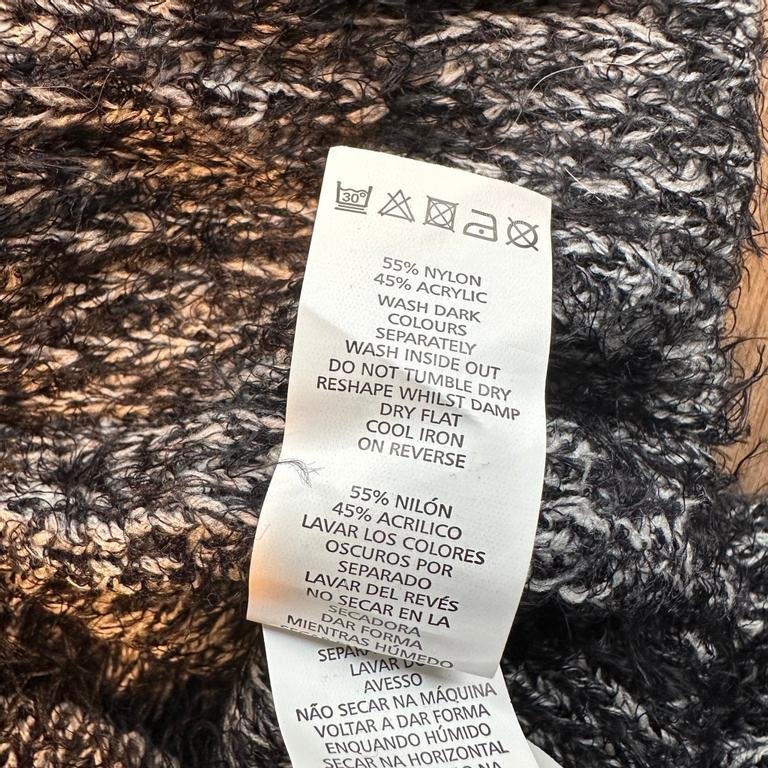 30°
55% NYLON
45% ACRYLIC
WASH DARK
COLOURS
SEPARATELY
WASH INSIDE OUT
DO NOT TUMBLE DRY
RESHAPE WHILST DAMP
DRY FLAT
COOL IRON
ON REVERSE
55% NILÓN
45% ACRILICO
LAVAR LOS COLORES
OSCUROS POR
SEPARADO
LAVAR DEL REVÉS
NO SECAR EN LA
SECADORA
DAR FORMA
MIENTRAS HÚMEDO
LAVAR
AVESSO
NÃO SECAR NA MÁQUINA
VOLTAR A DAR FORMA
ENQUANDO HÚMIDO
SECAR NA HORIZONTAL
NA